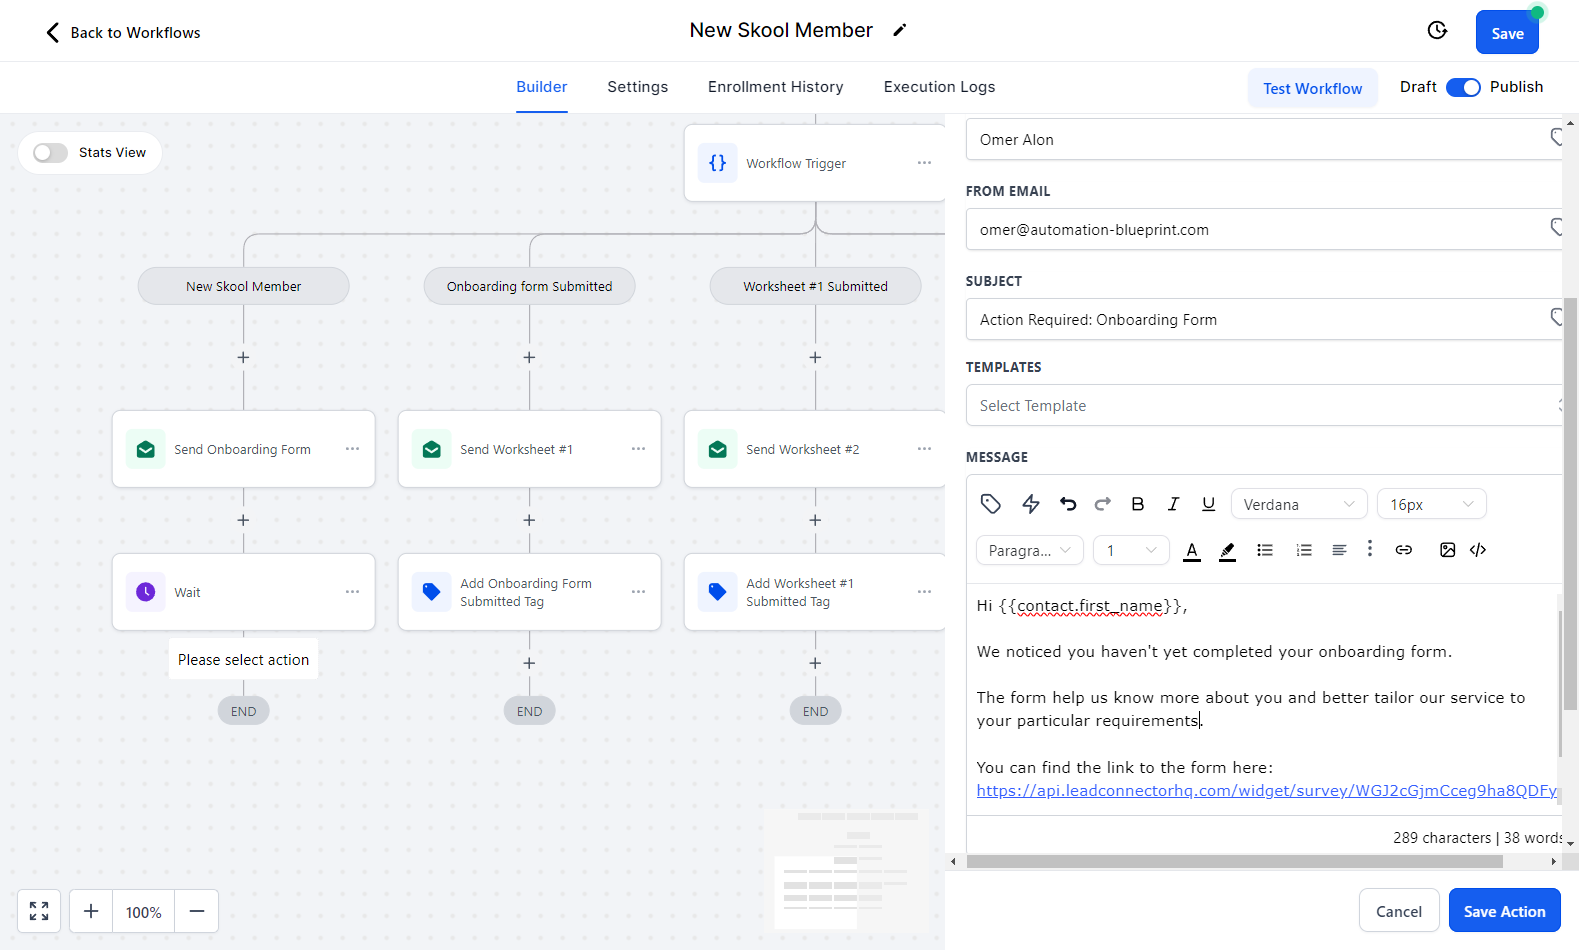 Back to Workflows
New Skool Member
Save
Builder
Settings
Enrollment History
Execution Logs
Test Workflow
Draft
Publish
Stats View
{} Workflow Trigger
New Skool Member
Onboarding form Submitted
Worksheet #1 Submitted
Send Onboarding Form
Send Worksheet #1
Send Worksheet #2
Wait
Add Onboarding Form
Submitted Tag
Add Worksheet #1
Submitted Tag
Please select action
END
END
END
100%
Omer Alon
FROM EMAIL
omer@automation-blueprint.com
SUBJECT
Action Required: Onboarding Form
TEMPLATES
Select Template
MESSAGE
B I U Verdana 16px
Paragra... 1 A
Hi {{contact.first_name}},
We noticed you haven't yet completed your onboarding form.
The form help us know more about you and better tailor our service to
your particular requirements.
You can find the link to the form here:
https://api.leadconnectorhq.com/widget/survey/WGJ2cGjmCceg9ha8QDFy
289 characters | 38 words
Cancel
Save Action